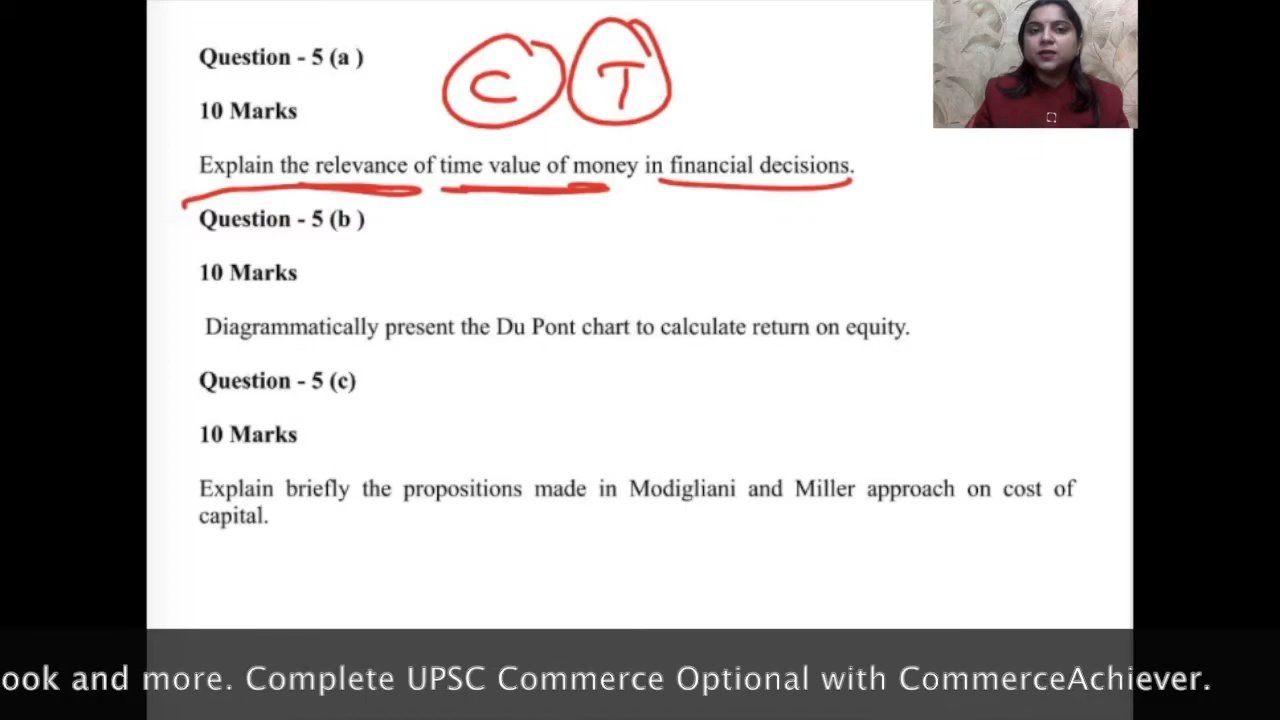 Question - 5 (a )
C T
10 Marks
Explain the relevance of time value of money in financial decisions.
Question - 5 (b )
10 Marks
Diagrammatically present the Du Pont chart to calculate return on equity.
Question - 5 (c)
10 Marks
Explain briefly the propositions made in Modigliani and Miller approach on cost of
capital.
ook and more. Complete UPSC Commerce Optional with CommerceAchiever.